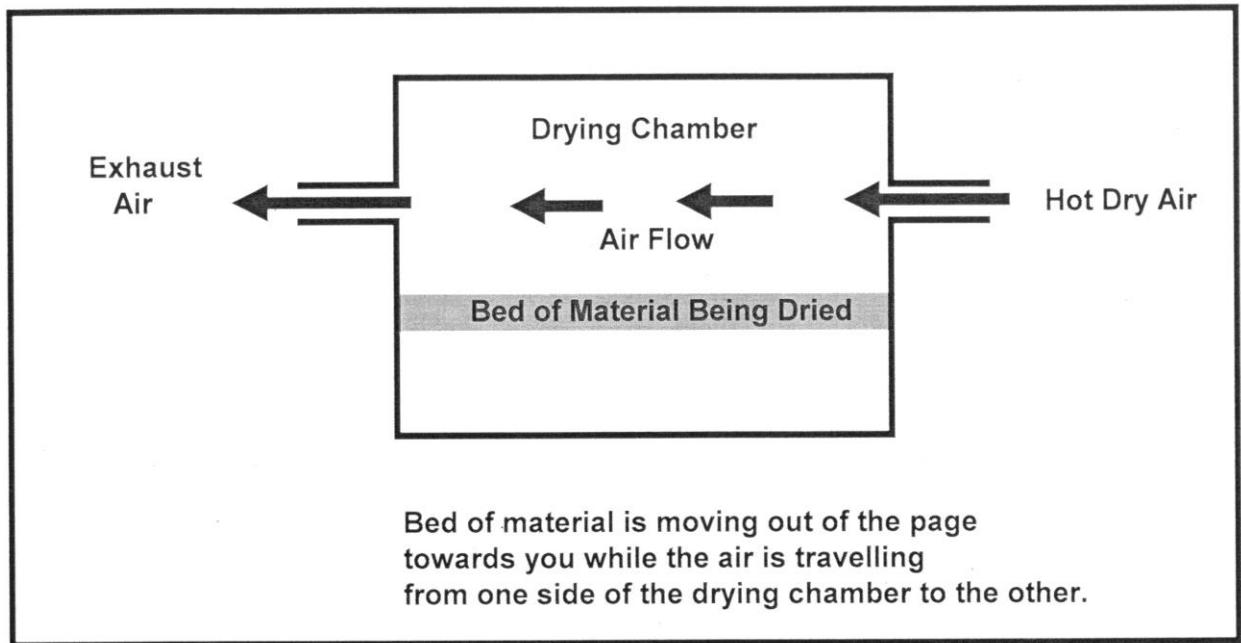 Drying Chamber
Exhaust
Air
Hot Dry Air
Air Flow
Bed of Material Being Dried
Bed of material is moving out of the page
towards you while the air is travelling
from one side of the drying chamber to the other.